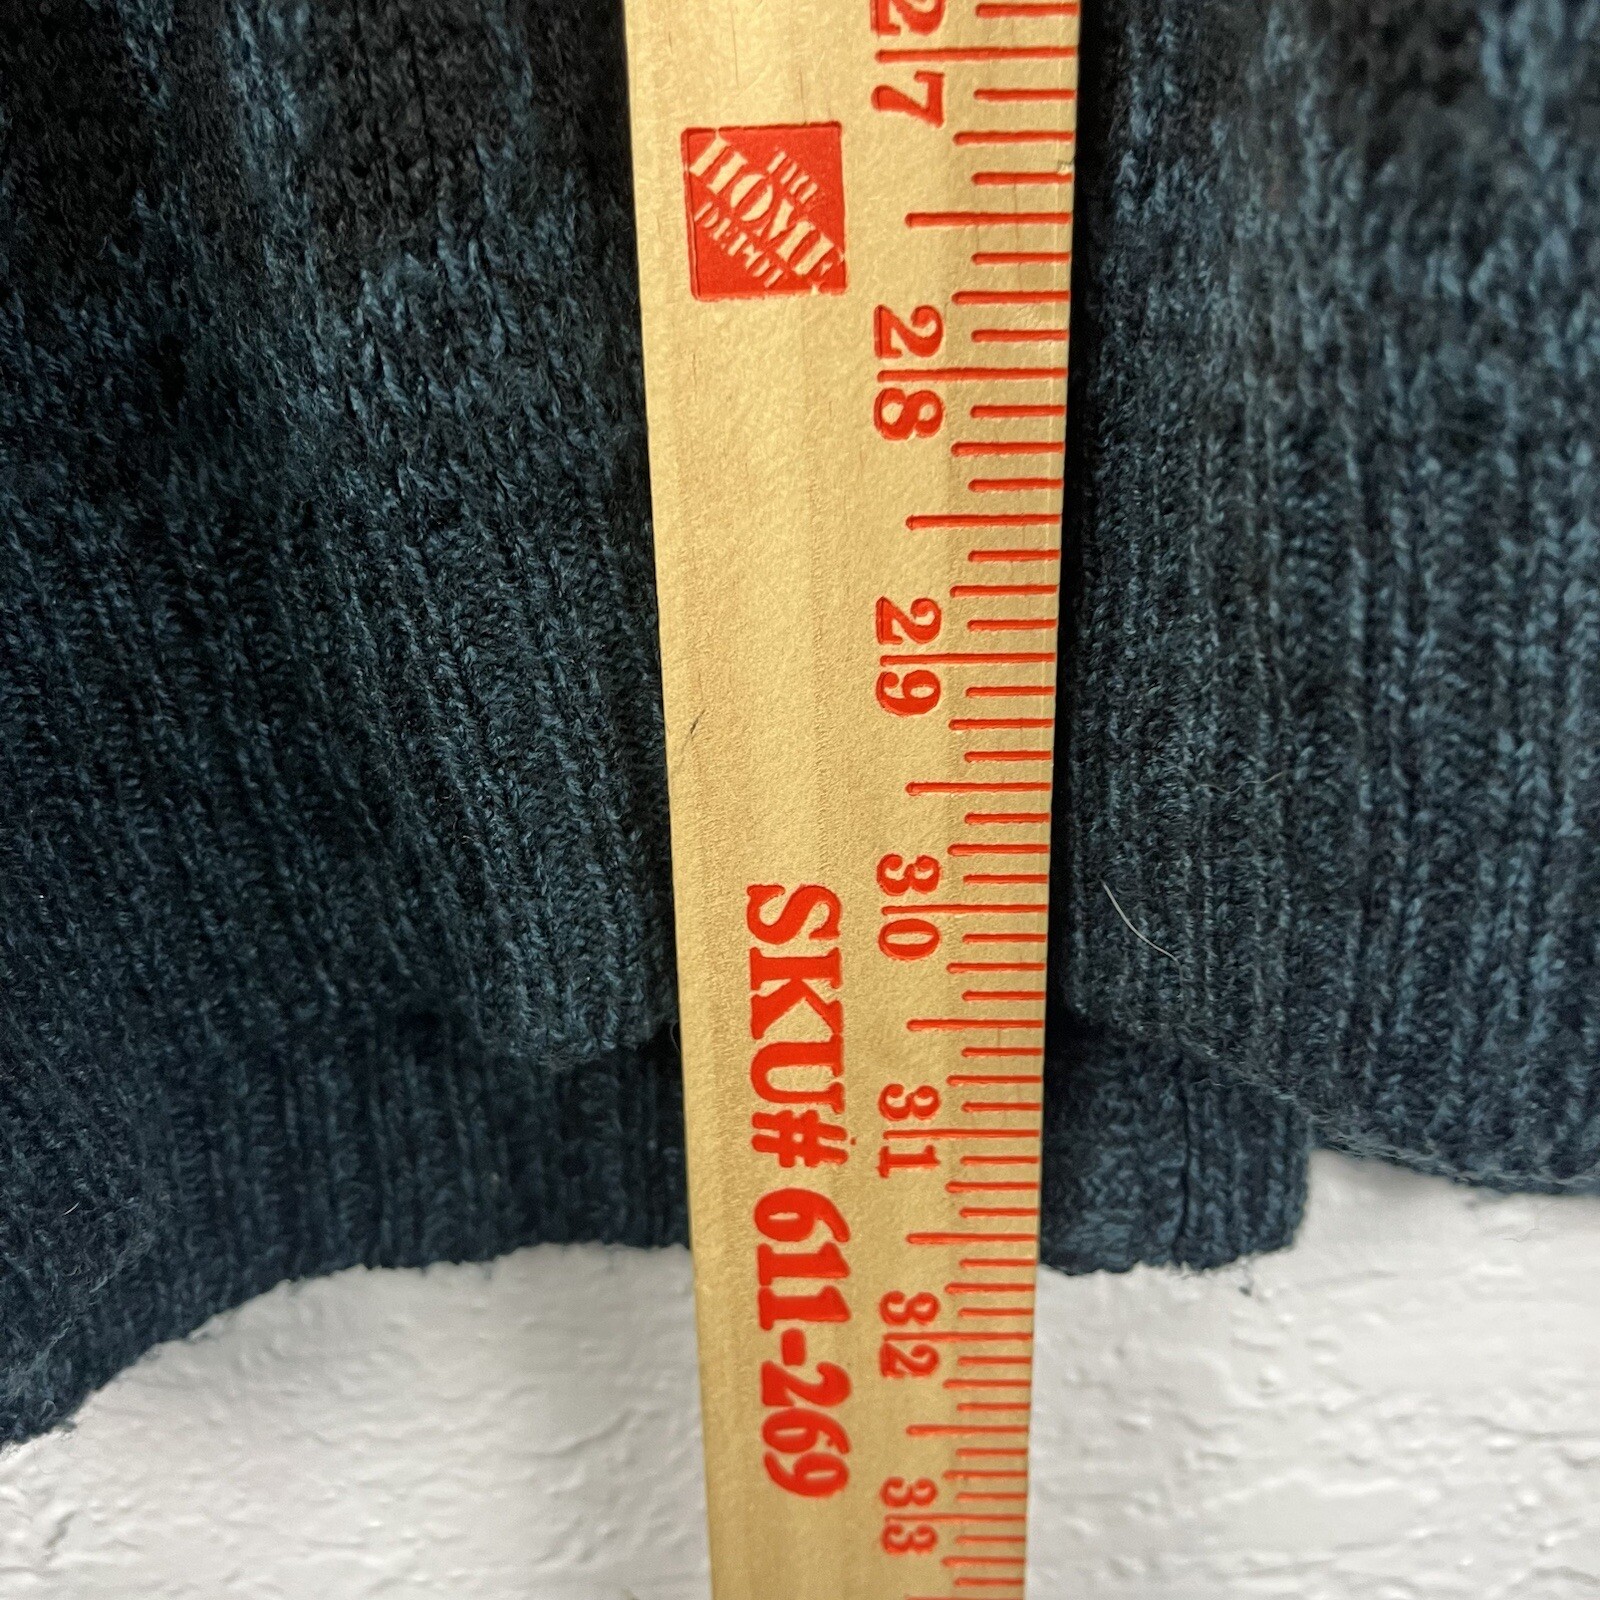 27
THE
HOME
DEPOT
28
29
30
SKU# 611-269
31
32
33